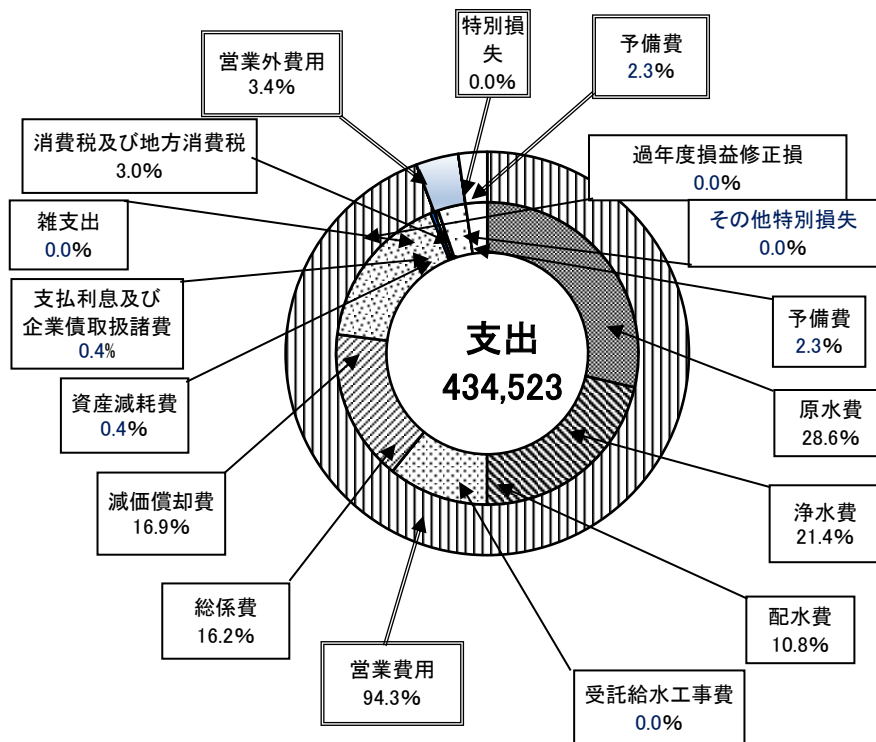 特別損
失
0.0%
営業外費用
3.4%
予備費
2.3%
消費税及び地方消費税
3.0%
過年度損益修正損
0.0%
雑支出
0.0%
その他特別損失
0.0%
支払利息及び
企業債取扱諸費
0.4%
予備費
2.3%
支出
434,523
資産減耗費
0.4%
原水費
28.6%
減価償却費
16.9%
浄水費
21.4%
総係費
16.2%
配水費
10.8%
営業費用
94.3%
受託給水工事費
0.0%